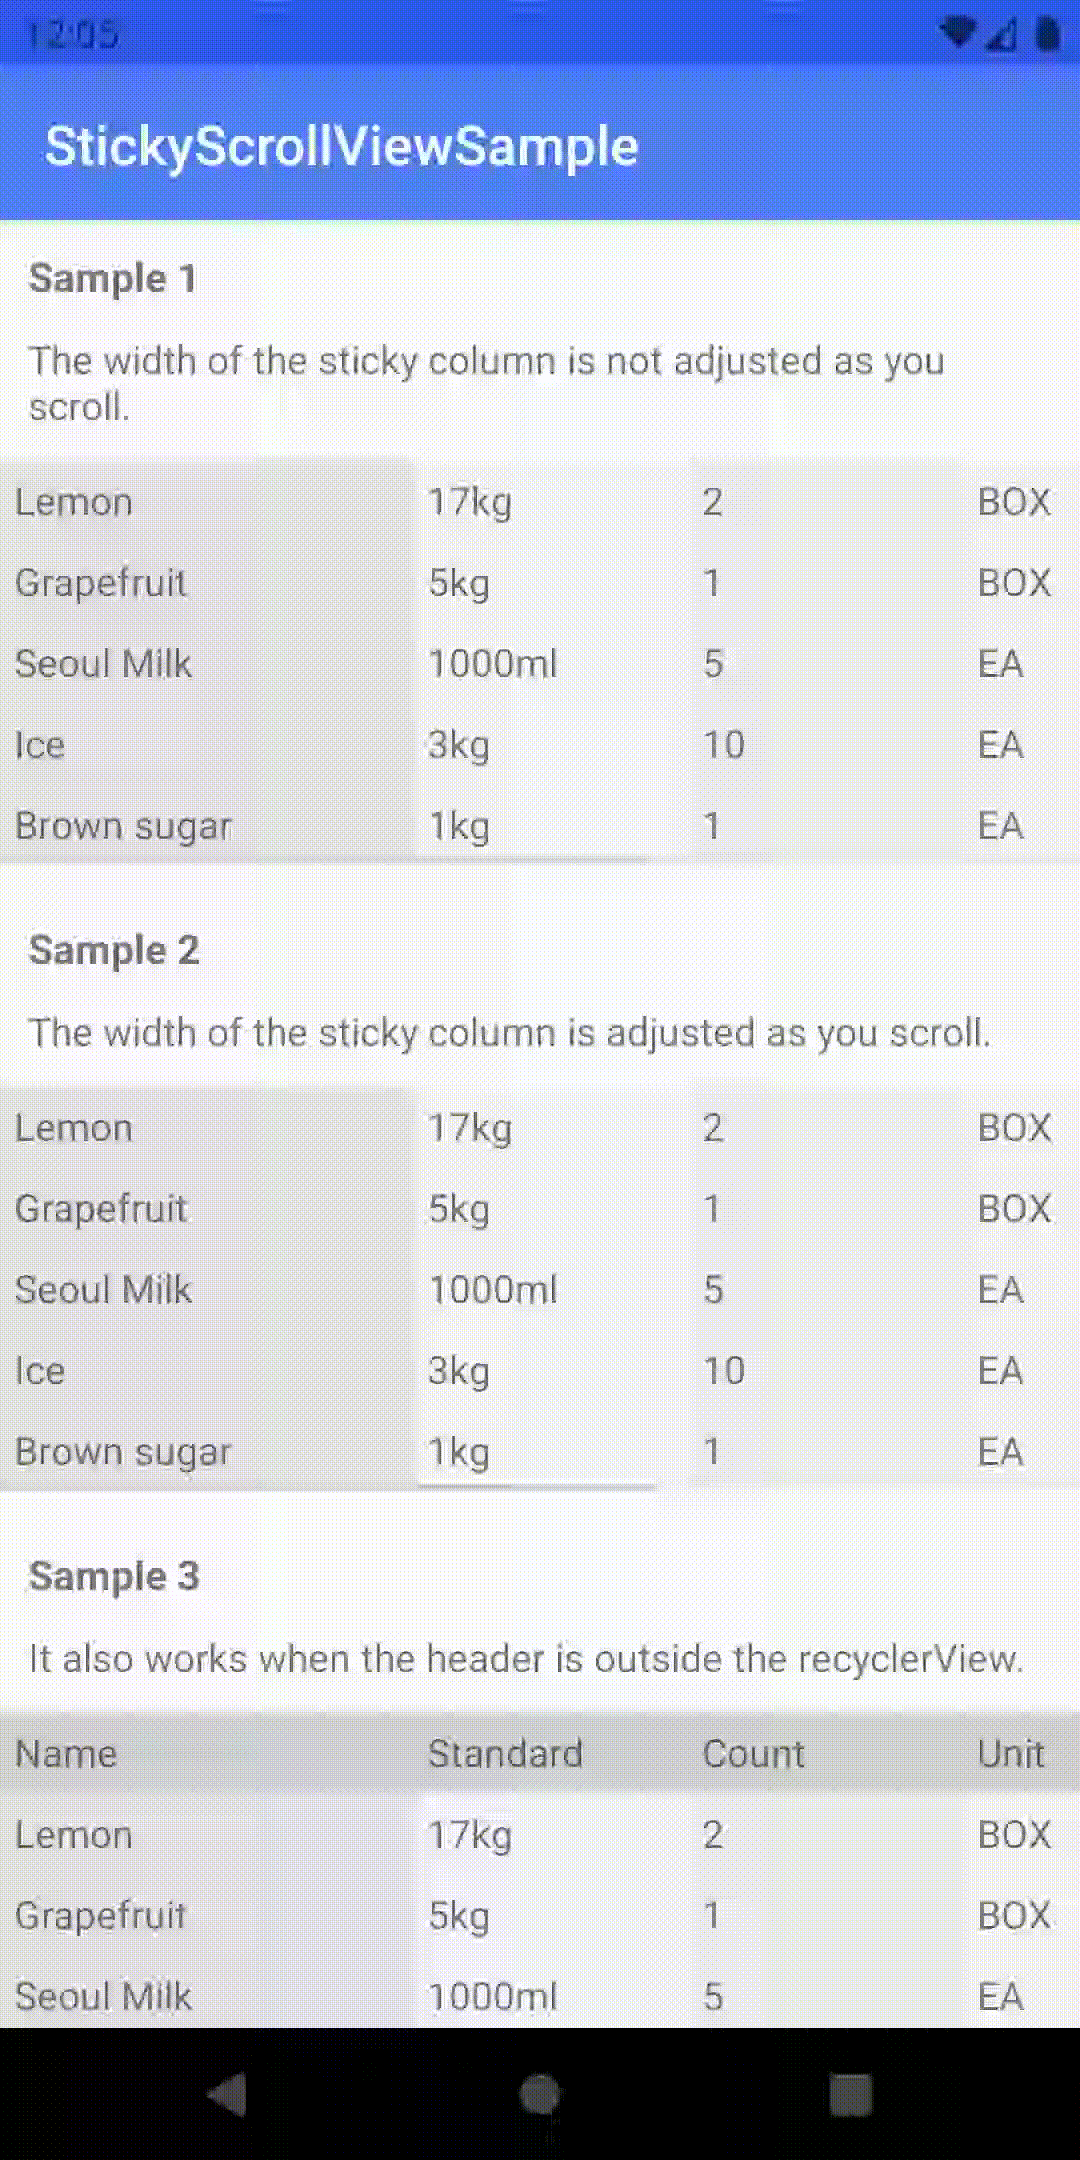 12:05
StickyScrollViewSample
Sample 1
The width of the sticky column is not adjusted as you
scroll.
Lemon 17kg 2 BOX
Grapefruit 5kg 1 BOX
Seoul Milk 1000ml 5 EA
Ice 3kg 10 EA
Brown sugar 1kg 1 EA
Sample 2
The width of the sticky column is adjusted as you scroll.
Lemon 17kg 2 BOX
Grapefruit 5kg 1 BOX
Seoul Milk 1000ml 5 EA
Ice 3kg 10 EA
Brown sugar 1kg 1 EA
Sample 3
It also works when the header is outside the recyclerView.
Name Standard Count Unit
Lemon 17kg 2 BOX
Grapefruit 5kg 1 BOX
Seoul Milk 1000ml 5 EA